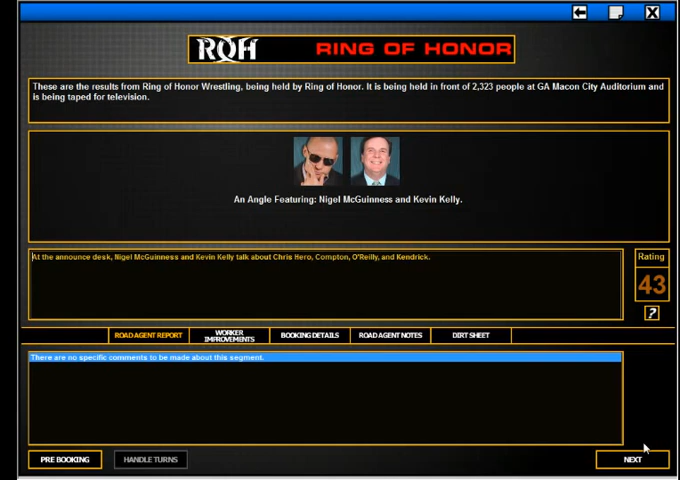 ROH RING OF HONOR
These are the results from Ring of Honor Wrestling, being held by Ring of Honor. It is being held in front of 2,323 people at GA Macon City Auditorium and
is being taped for television.
An Angle Featuring: Nigel McGuinness and Kevin Kelly.
At the announce desk, Nigel McGuinness and Kevin Kelly talk about Chris Hero, Compton, O'Reilly, and Kendrick.
Rating
43
?
ROAD AGENT REPORT
WORKER
IMPROVEMENTS
BOOKING DETAILS
ROAD AGENT NOTES
DIRT SHEET
There are no specific comments to be made about this segment.
PRE BOOKING
HANDLE TURNS
NEXT